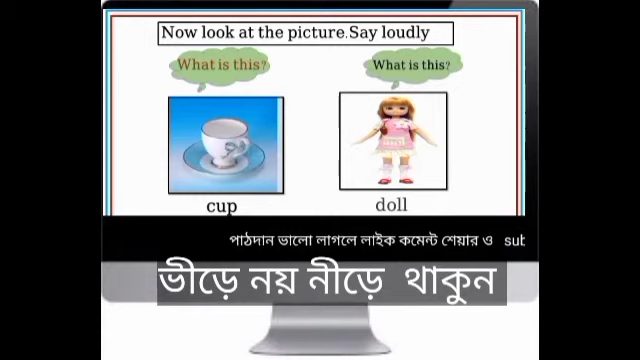 Now look at the picture.Say loudly
What is this?
What is this?
cup
doll
পাঠদান ভালো লাগলে লাইক কমেন্ট শেয়ার ও sub
ভীড়ে নয় নীড়ে থাকুন